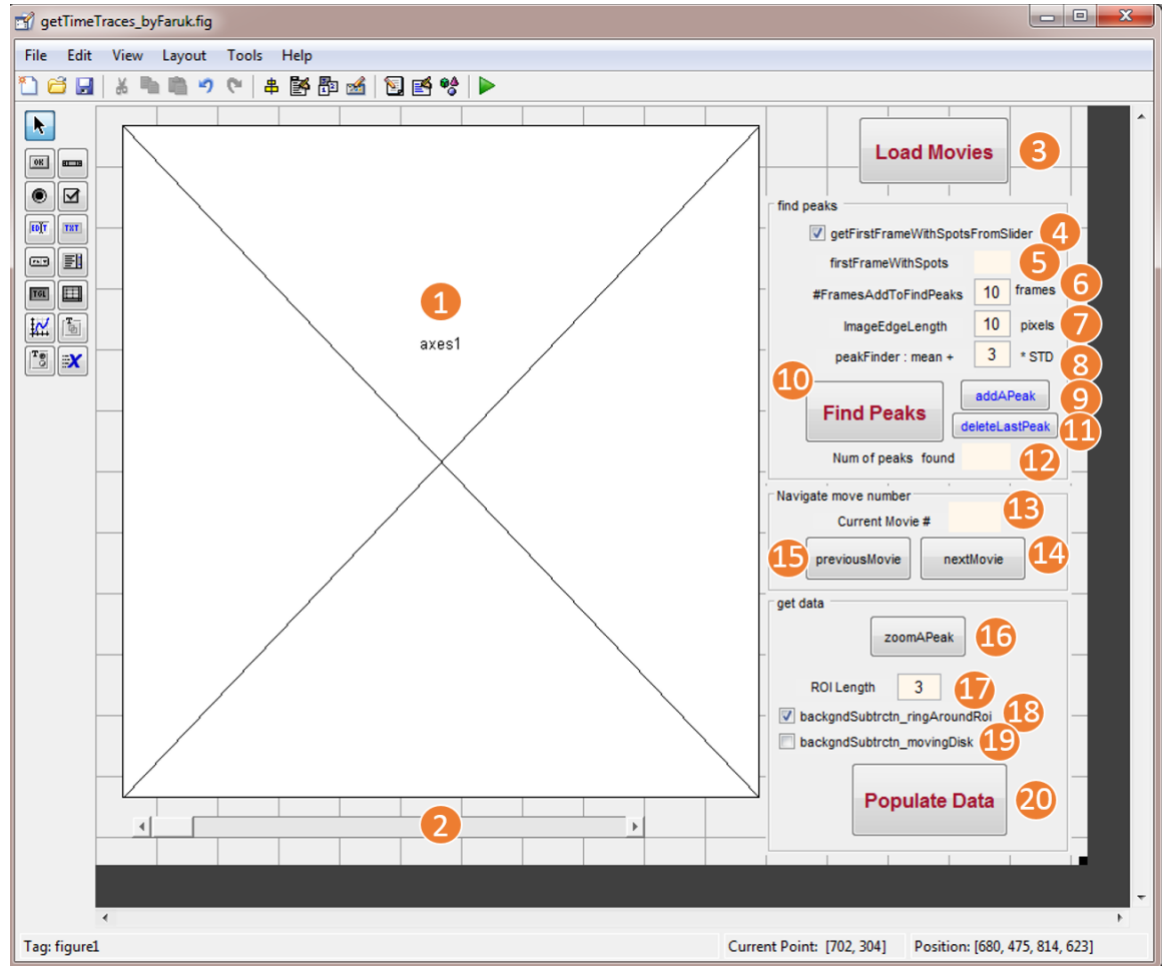 getTimeTraces_byFaruk.fig
File Edit View Layout Tools Help
OK
EDIT TXT
TGL
T
T
X
1
axes1
2
Load Movies 3
find peaks
getFirstFrameWithSpotsFromSlider 4
firstFrameWithSpots 5
#FramesAddToFindPeaks 10 frames 6
ImageEdgeLength 10 pixels 7
peakFinder : mean + 3 * STD 8
10 Find Peaks addAPeak 9
deleteLastPeak 11
Num of peaks found 12
Navigate move number
Current Movie # 13
15 previousMovie nextMovie 14
get data
zoomAPeak 16
ROI Length 3 17
backgndSubtrctn_ringAroundRoi 18
backgndSubtrctn_movingDisk 19
Populate Data 20
Tag: figure1 Current Point: [702, 304] Position: [680, 475, 814, 623]